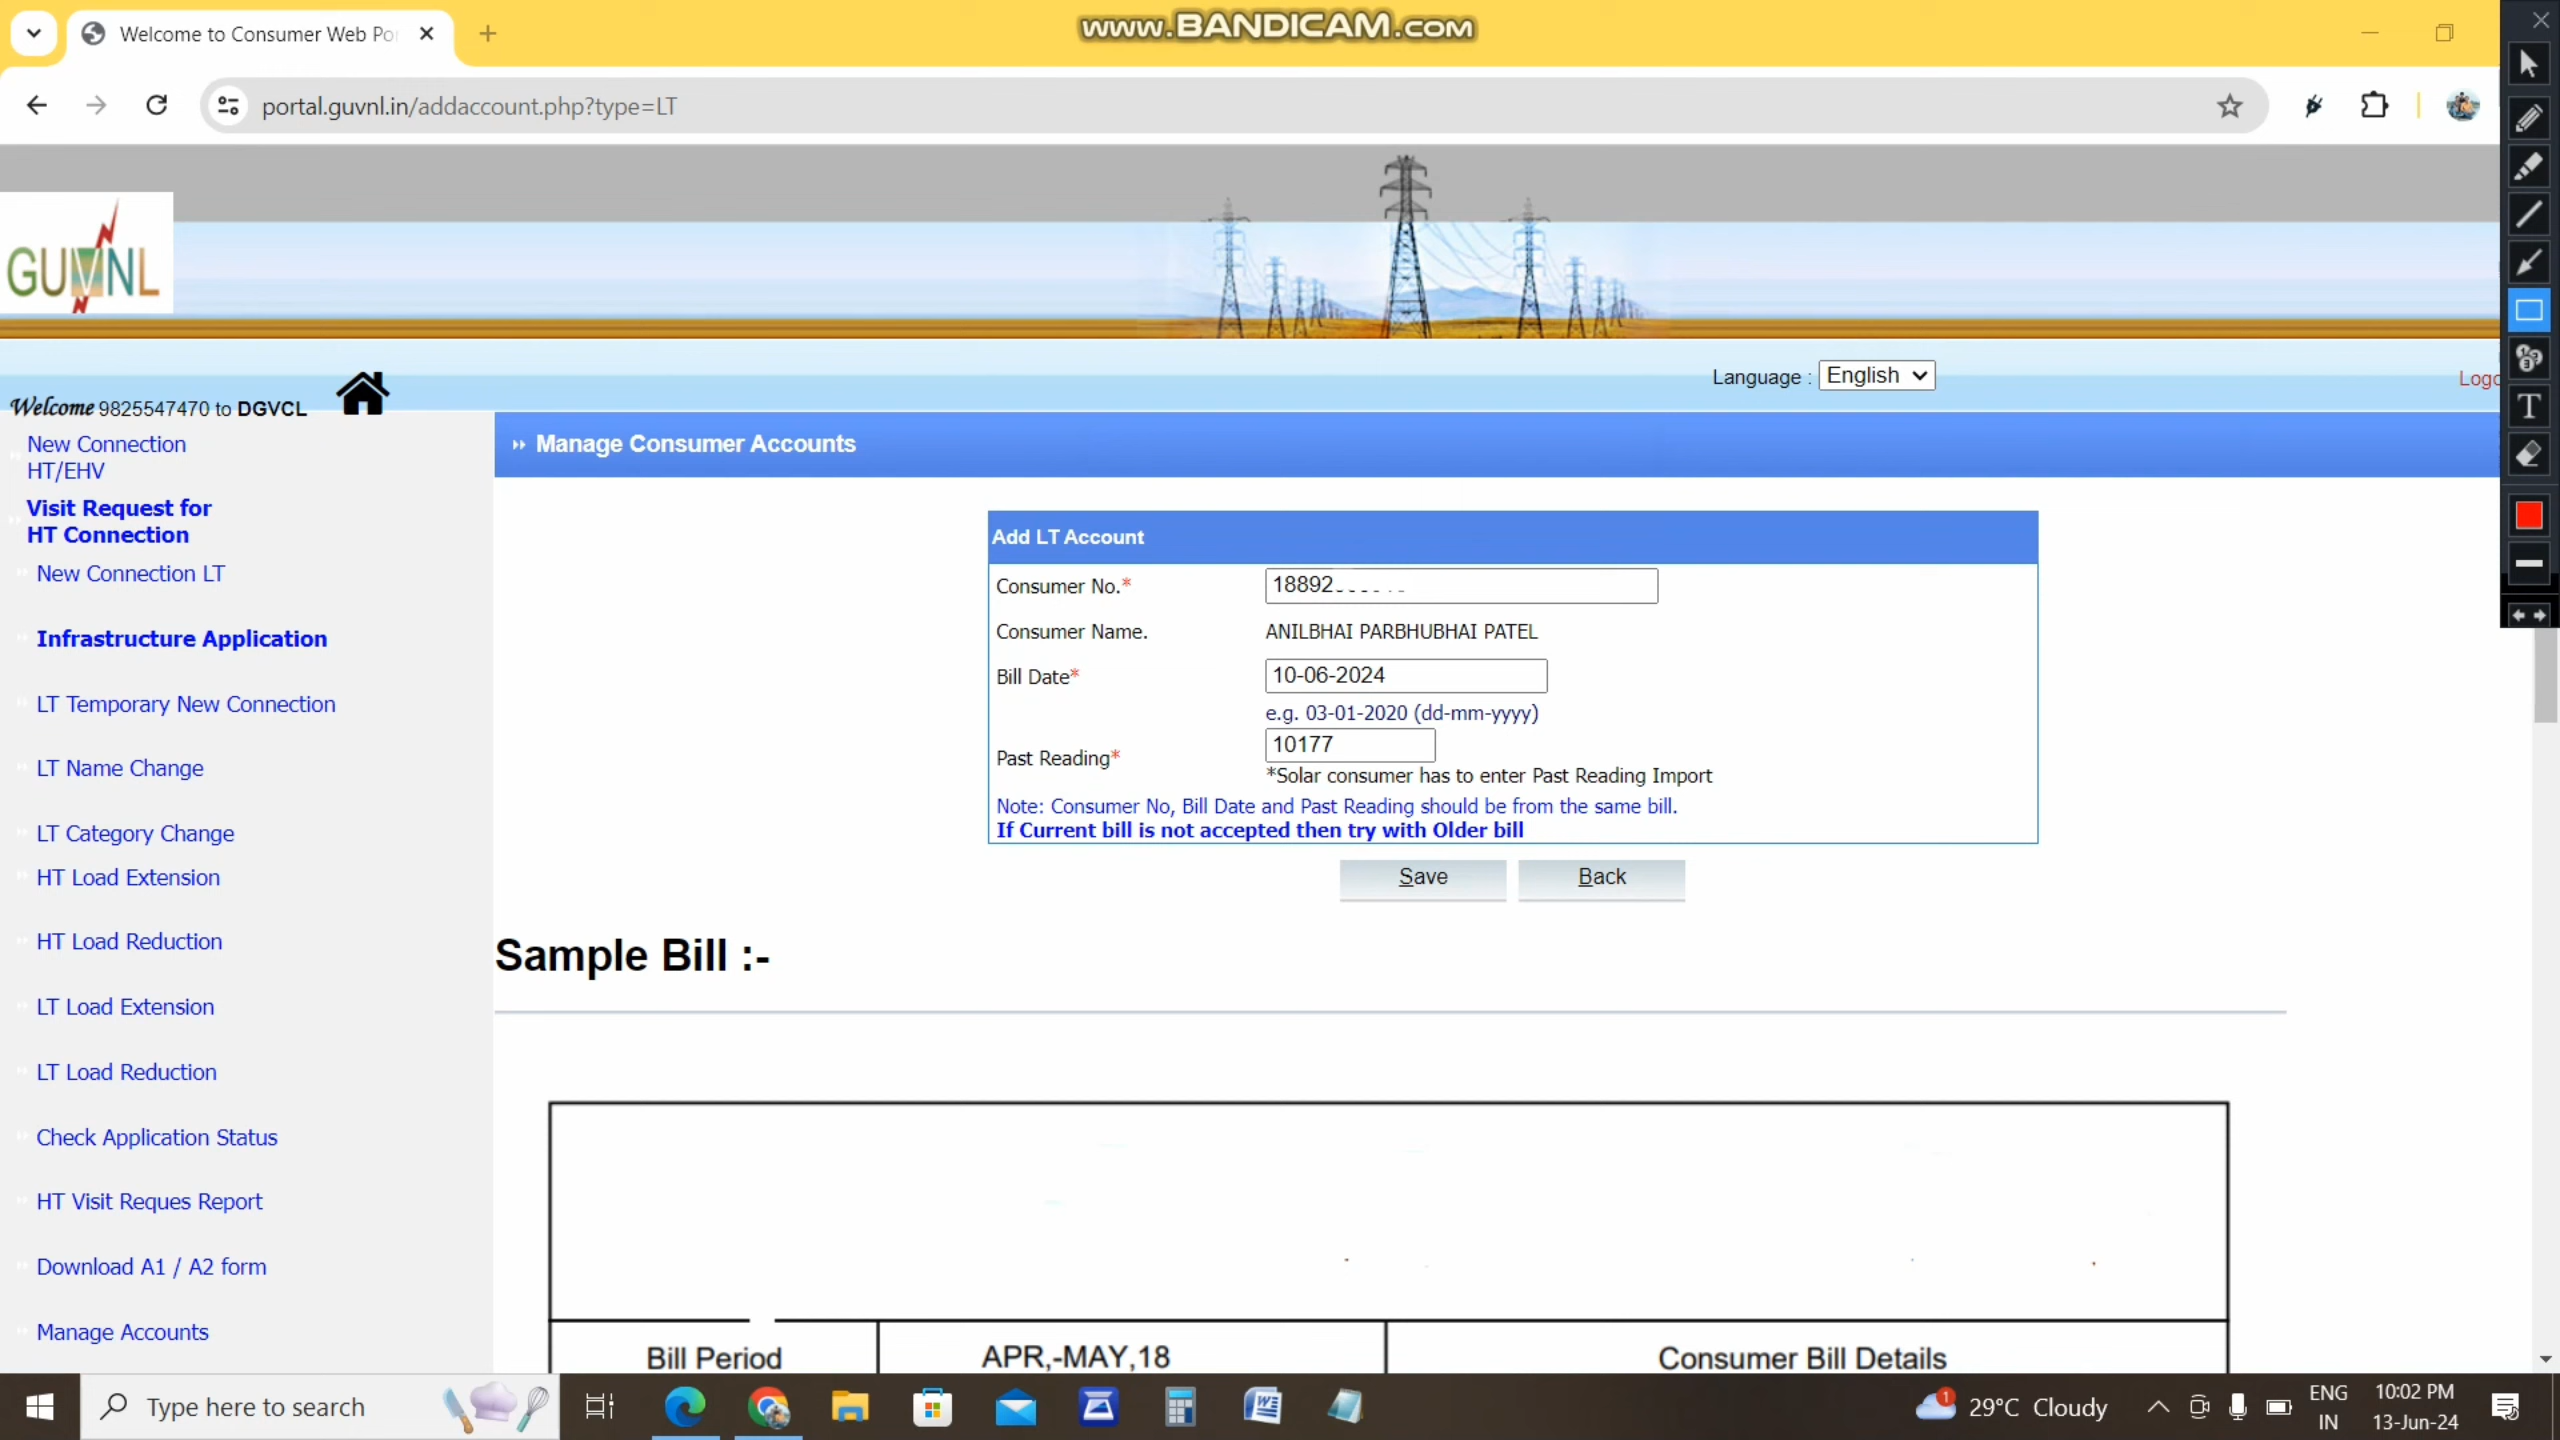 Welcome to Consumer Web Po
www.BANDICAM.com
portal.guvnl.in/addaccount.php?type=LT
GUVNL
Language : English
Logo
Welcome 9825547470 to DGVCL
New Connection
HT/EHV
Visit Request for
HT Connection
New Connection LT
Infrastructure Application
LT Temporary New Connection
LT Name Change
LT Category Change
HT Load Extension
HT Load Reduction
LT Load Extension
LT Load Reduction
Check Application Status
HT Visit Reques Report
Download A1 / A2 form
Manage Accounts
Manage Consumer Accounts
Add LT Account
Consumer No.* 18892
Consumer Name. ANILBHAI PARBHUBHAI PATEL
Bill Date* 10-06-2024
e.g. 03-01-2020 (dd-mm-yyyy)
Past Reading* 10177
*Solar consumer has to enter Past Reading Import
Note: Consumer No, Bill Date and Past Reading should be from the same bill.
If Current bill is not accepted then try with Older bill
Save Back
Sample Bill :-
Bill Period APR,-MAY,18 Consumer Bill Details
Type here to search
29°C Cloudy
ENG
IN
10:02 PM
13-Jun-24